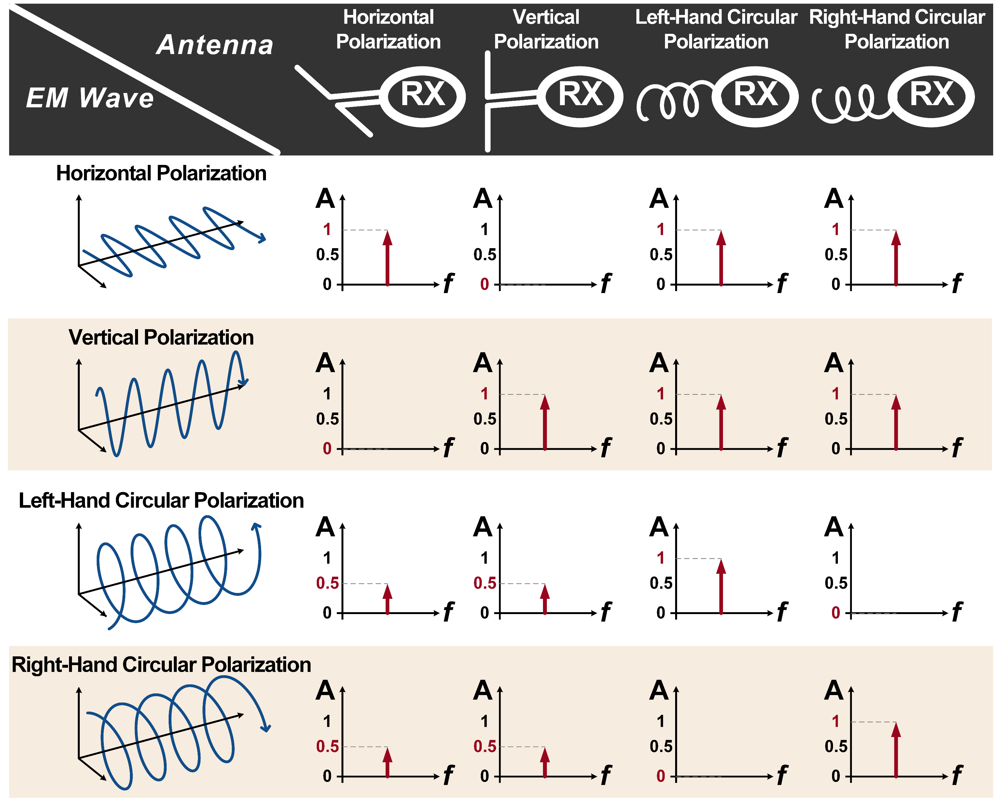 Horizontal
Polarization
Vertical
Polarization
Left-Hand Circular
Polarization
Right-Hand Circular
Polarization
Antenna
EM Wave
RX
RX
RX
RX
Horizontal Polarization
A
1
0.5
0
f
A
1
0.5
0
f
A
1
0.5
0
f
A
1
0.5
0
f
Vertical Polarization
A
1
0.5
0
f
A
1
0.5
0
f
A
1
0.5
0
f
A
1
0.5
0
f
Left-Hand Circular Polarization
A
1
0.5
0
f
A
1
0.5
0
f
A
1
0.5
0
f
A
1
0.5
0
f
Right-Hand Circular Polarization
A
1
0.5
0
f
A
1
0.5
0
f
A
1
0.5
0
f
A
1
0.5
0
f